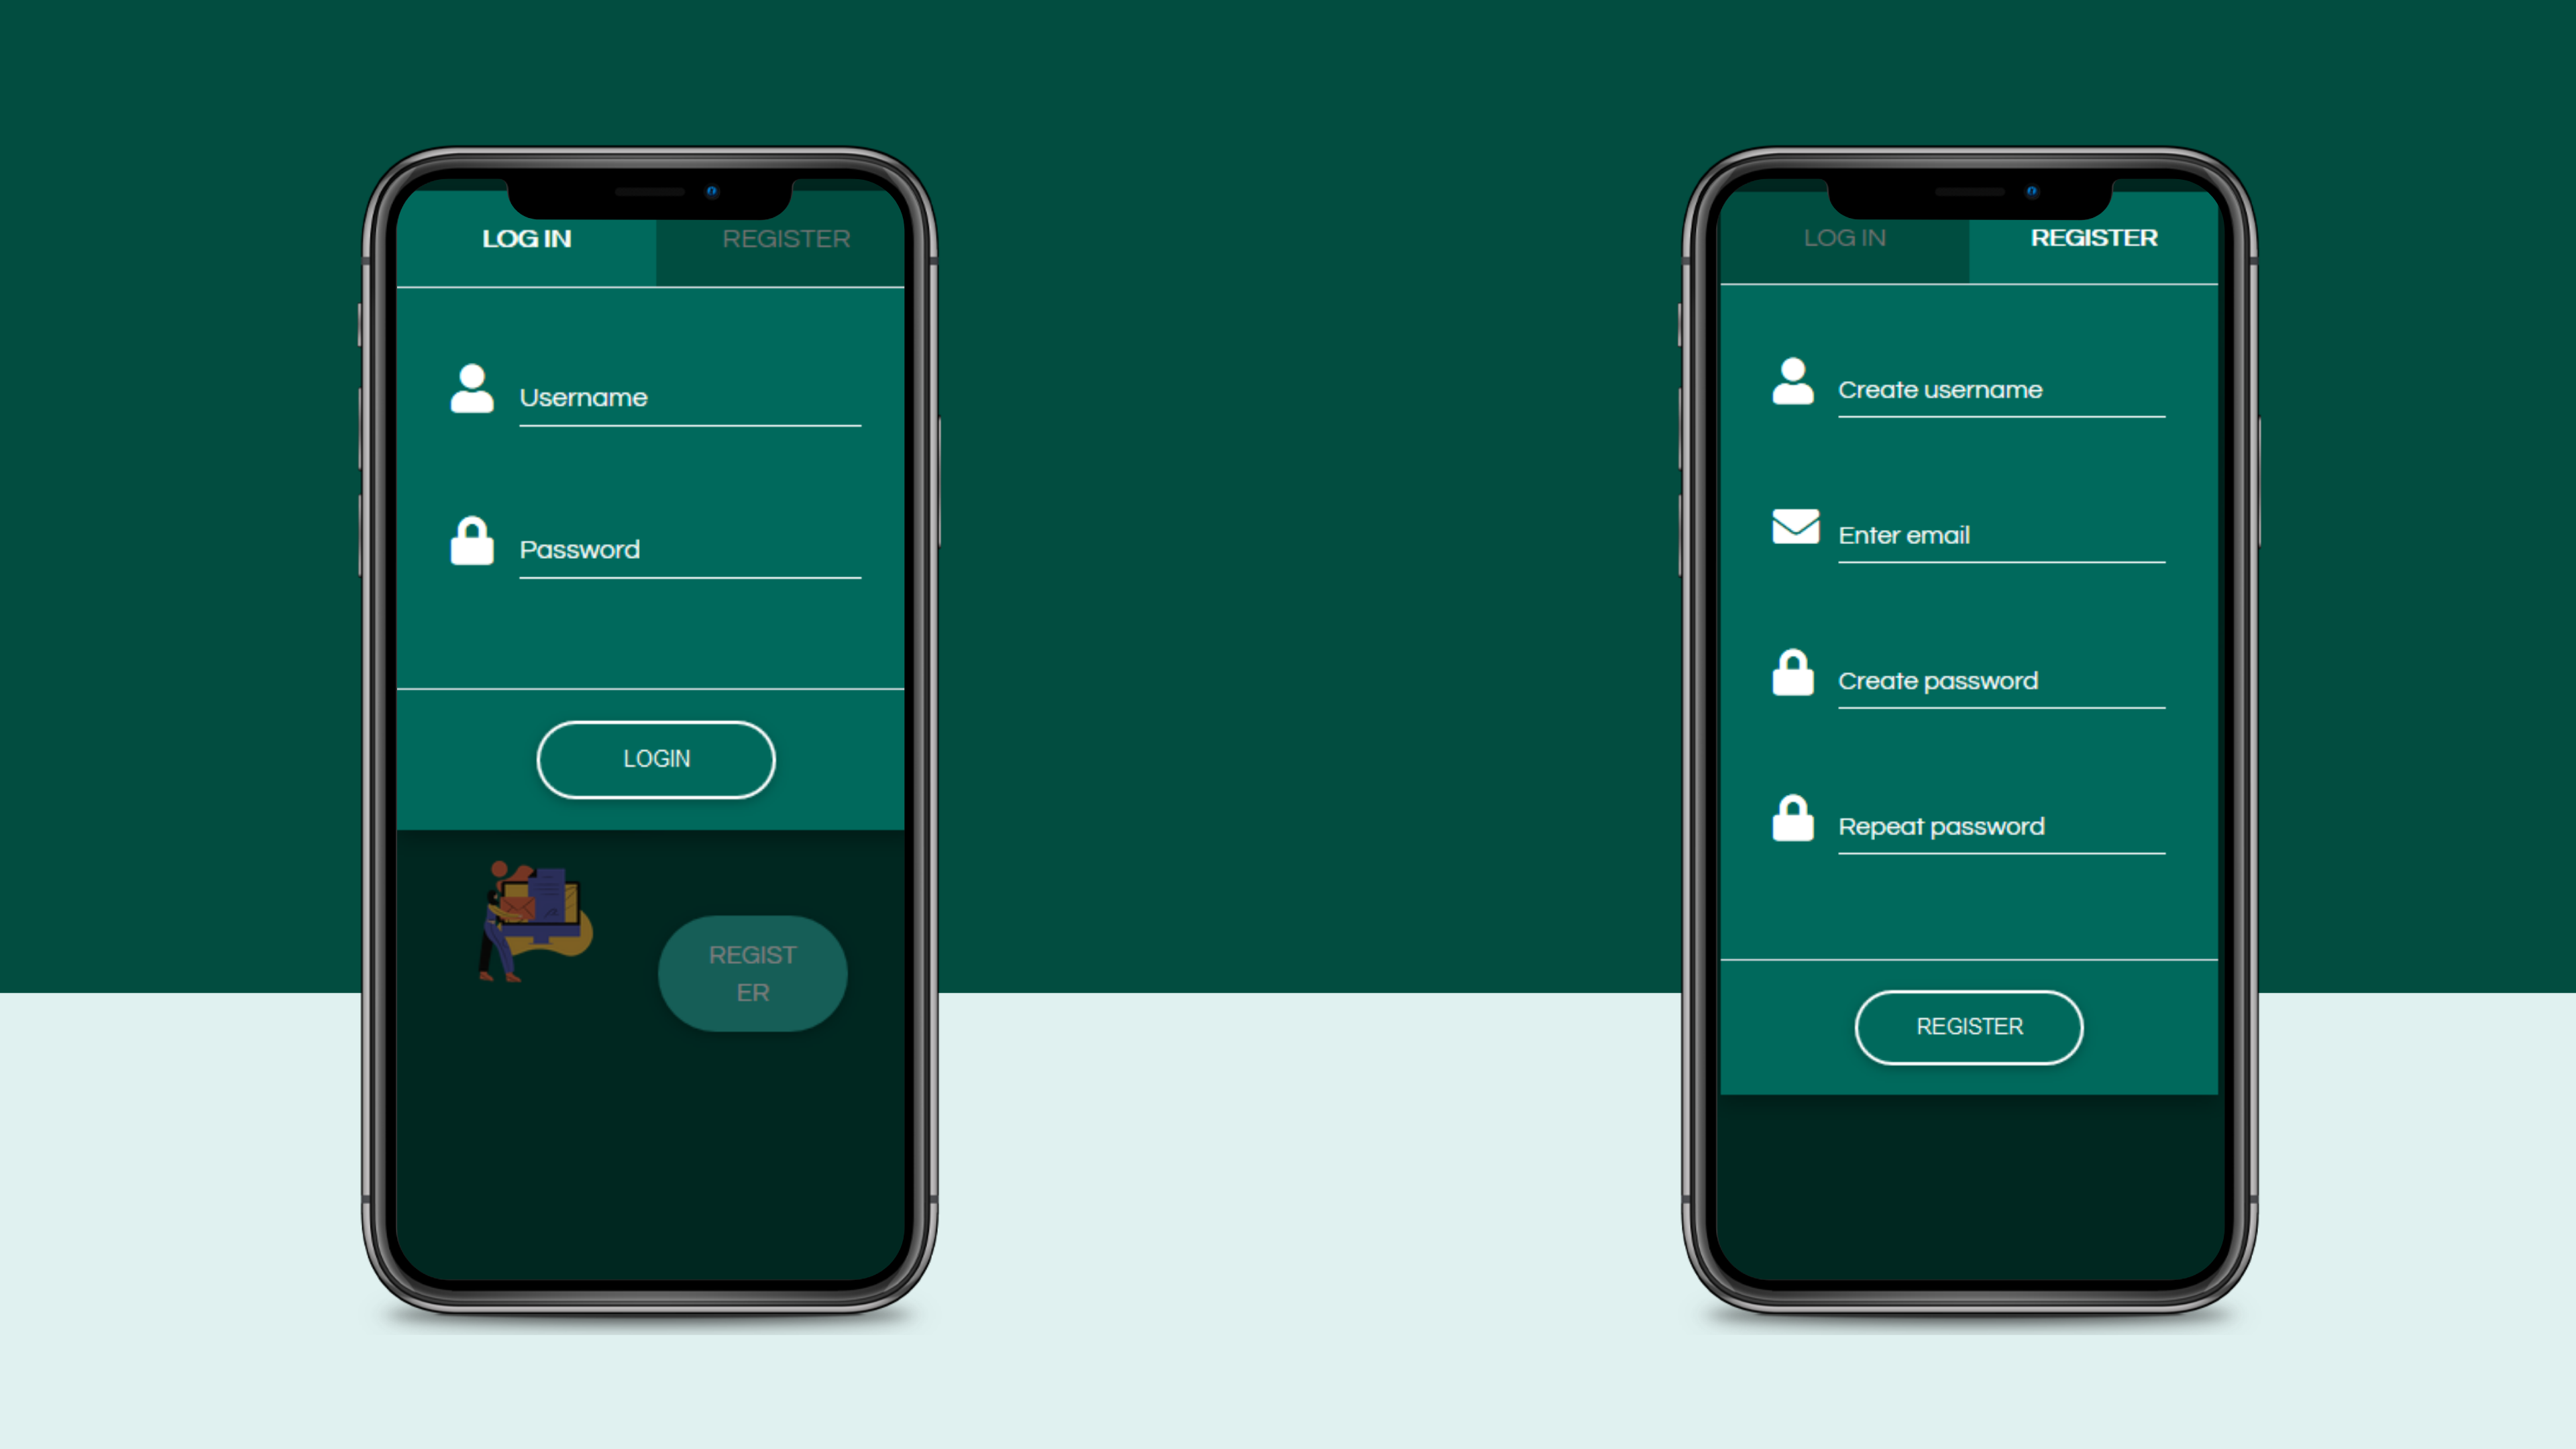 LOG IN
REGISTER
Username
Password
LOGIN
REGIST
ER
LOG IN
REGISTER
Create username
Enter email
Create password
Repeat password
REGISTER